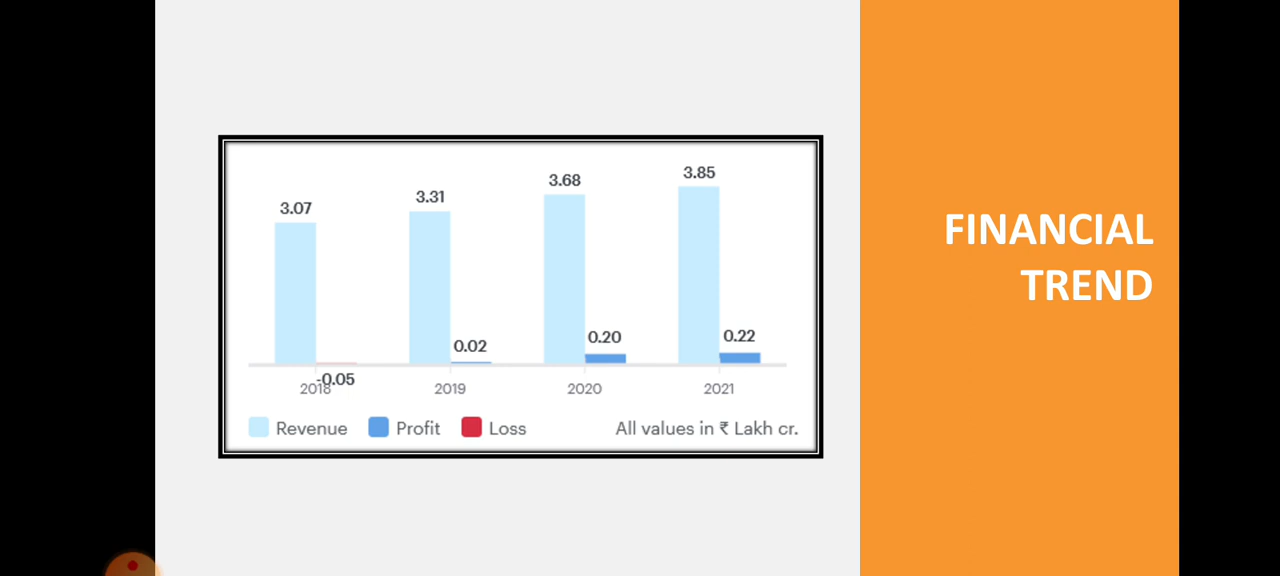 FINANCIAL
TREND
3.07
3.31
3.68
3.85
-0.05
0.02
0.20
0.22
2018
2019
2020
2021
Revenue
Profit
Loss
All values in ₹ Lakh cr.